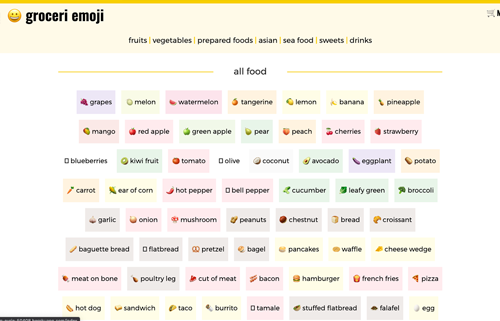 😀 groceri emoji
🛒
fruits | vegetables | prepared foods | asian | sea food | sweets | drinks
all food
🍇 grapes 🍈 melon 🍉 watermelon 🍊 tangerine 🍋 lemon 🍌 banana 🍍 pineapple
🥭 mango 🍎 red apple 🍏 green apple 🍐 pear 🍑 peach 🍒 cherries 🍓 strawberry
▯ blueberries 🥝 kiwi fruit 🍅 tomato ▯ olive 🥥 coconut 🥑 avocado 🍆 eggplant 🥔 potato
🥕 carrot 🌽 ear of corn 🌶 hot pepper ▯ bell pepper 🥒 cucumber 🥬 leafy green 🥦 broccoli
🧄 garlic 🧅 onion 🍄 mushroom 🥜 peanuts 🌰 chestnut 🍞 bread 🥐 croissant
🥖 baguette bread ▯ flatbread 🥨 pretzel 🥯 bagel 🥞 pancakes 🧇 waffle 🧀 cheese wedge
🍖 meat on bone 🍗 poultry leg 🥩 cut of meat 🥓 bacon 🍔 hamburger 🍟 french fries 🍕 pizza
🌭 hot dog 🥪 sandwich 🌮 taco 🌯 burrito ▯ tamale 🥙 stuffed flatbread 🧆 falafel 🥚 egg